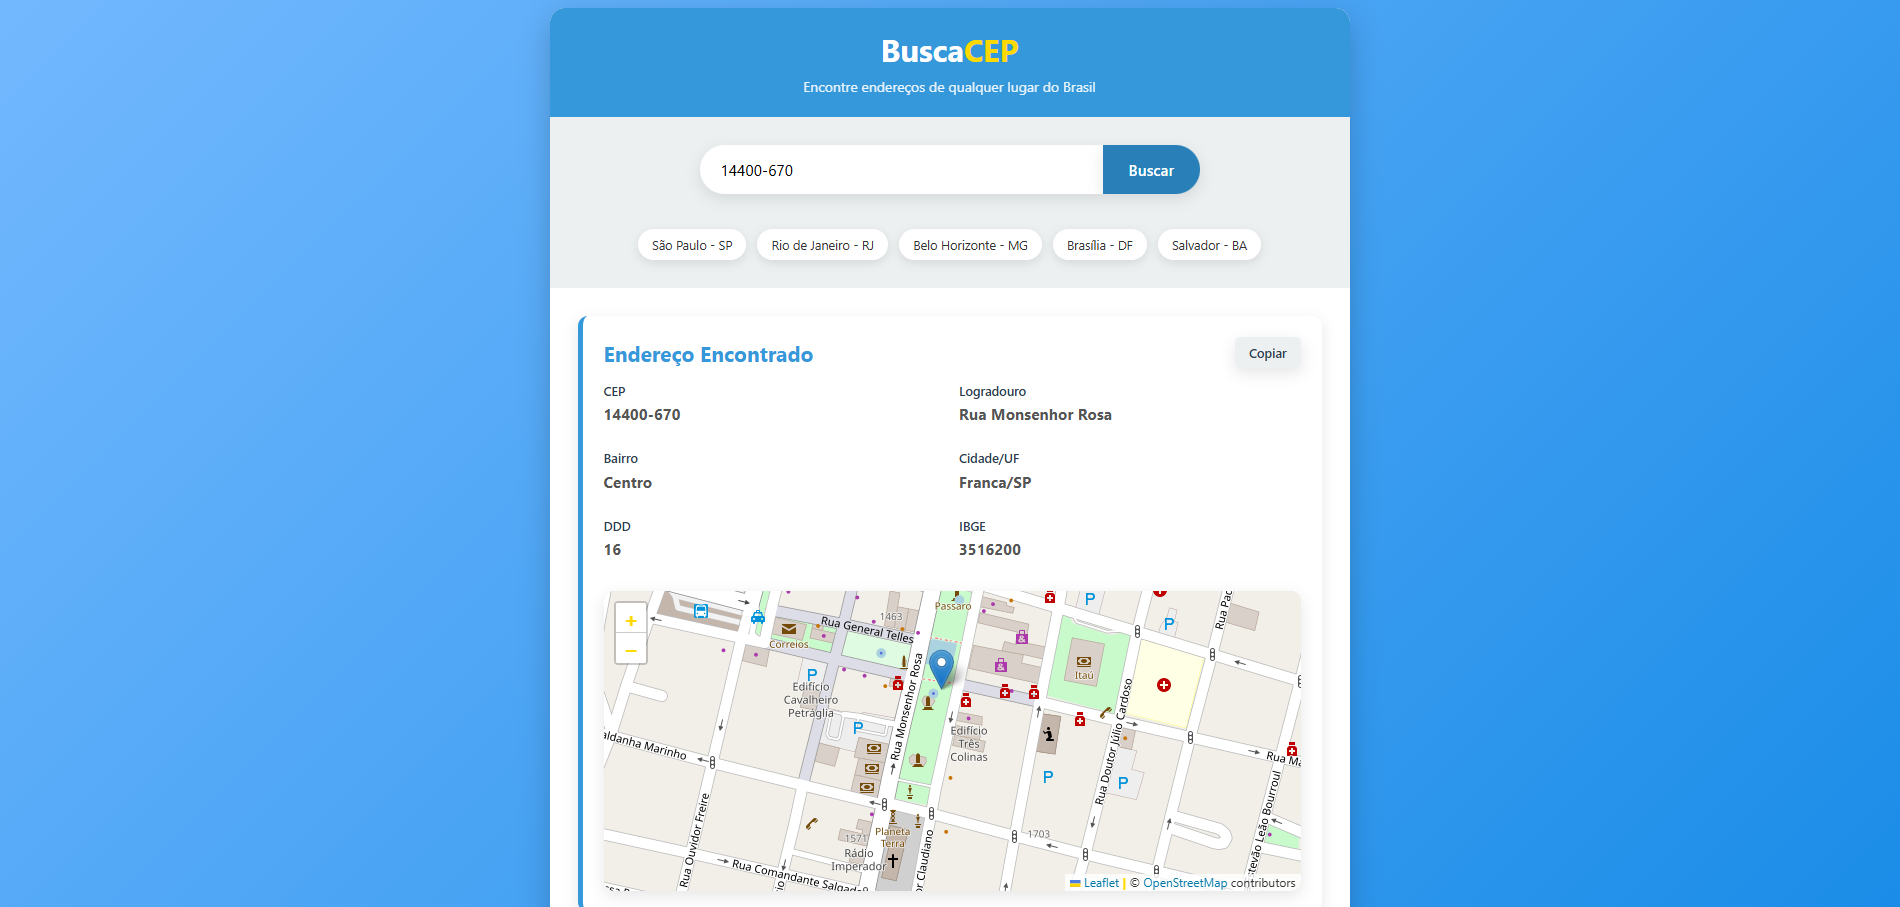 BuscaCEP
Encontre endereços de qualquer lugar do Brasil
14400-670
Buscar
São Paulo - SP
Rio de Janeiro - RJ
Belo Horizonte - MG
Brasília - DF
Salvador - BA
Endereço Encontrado
Copiar
CEP
14400-670
Logradouro
Rua Monsenhor Rosa
Bairro
Centro
Cidade/UF
Franca/SP
DDD
16
IBGE
3516200
+
−
Correios
Rua General Telles
1463
Passaro
P
P
Rua Pac
Itaú
P
Edifício
Cavalheiro
Petráglia
P
Rua Monsenhor Rosa
Edifício
Três
Colinas
Rua Doutor Júlio Cardoso
P
P
aldanha Marinho
Rua Ma
Rua Ouvidor Freire
1571
Rádio
Imperador
Planeta
Terra
or Claudiano
1703
stevão Leão Bourroul
Rua Comandante Salgado
Leaflet | © OpenStreetMap contributors